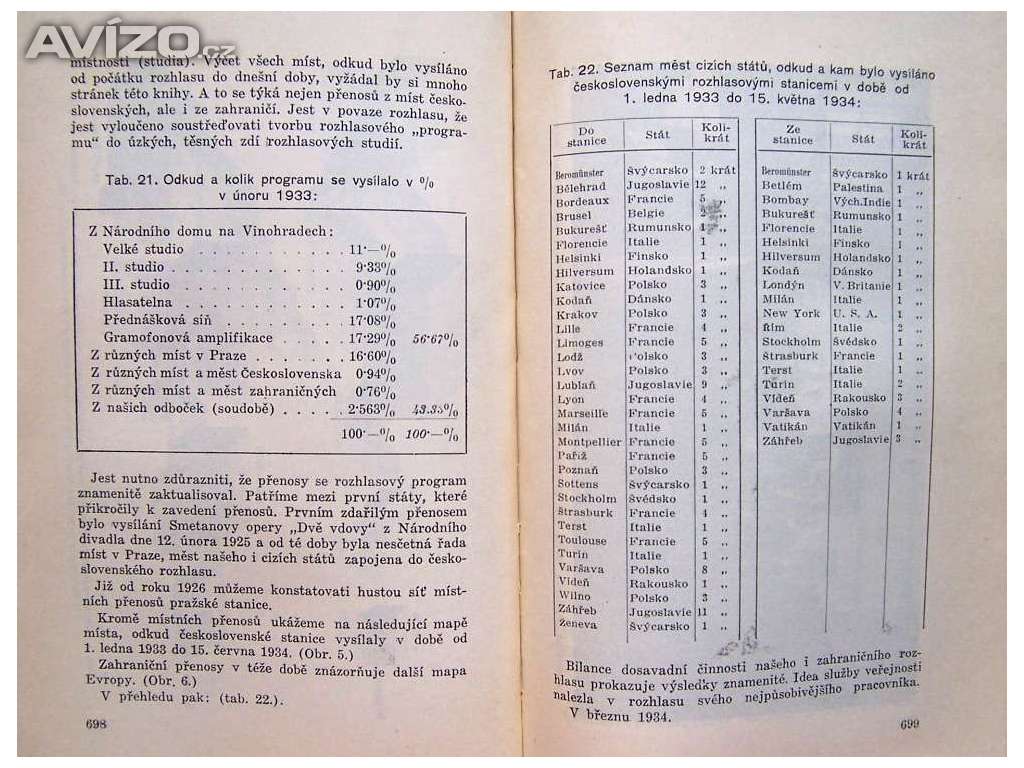 AVÍZO.cz
místnosti (studia). Výčet všech míst, odkud bylo vysíláno
od počátku rozhlasu do dnešní doby, vyžádal by si mnoho
stránek této knihy. A to se týká nejen přenosů z míst česko-
slovenských, ale i ze zahraničí. Jest v povaze rozhlasu, že
jest vyloučeno soustřeďovati tvorbu rozhlasového „progra-
mu“ do úzkých, těsných zdí rozhlasových studií.
Tab. 21. Odkud a kolik programu se vysílalo v %
v únoru 1933:
Z Národního domu na Vinohradech:
Velké studio . . . . . . . . . . . 11·—%
II. studio . . . . . . . . . . . . 9·33%
III. studio . . . . . . . . . . . 0·90%
Hlasatelna . . . . . . . . . . . 1·07%
Přednášková síň . . . . . . . . . 17·08%
Gramofonová amplifikace . . . . . 17·29% 56·67%
Z různých míst v Praze . . . . . . . 16·60%
Z různých míst a měst Československa 0·94%
Z různých míst a měst zahraničných 0·76%
Z našich odboček (soudobě) . . . . . 2·563%
100·—% 100·—%
Jest nutno zdůrazniti, že přenosy se rozhlasový program
znamenitě zaktualisoval. Patříme mezi první státy, které
přikročily k zavedení přenosů. Prvním zdařilým přenosem
bylo vysílání Smetanovy opery „Dvě vdovy“ z Národního
divadla dne 12. února 1925 a od té doby byla nesčetná řada
míst v Praze, měst našeho i cizích států zapojena do česko-
slovenského rozhlasu.
Již od roku 1926 můžeme konstatovati hustou síť míst-
ních přenosů pražské stanice.
Kromě místních přenosů ukážeme na následující mapě
místa, odkud československé stanice vysílaly v době od
1. ledna 1933 do 15. června 1934. (Obr. 5.)
Zahraniční přenosy v téže době znázorňuje další mapa
Evropy. (Obr. 6.)
V přehledu pak: (tab. 22.).
698
Tab. 22. Seznam měst cizích států, odkud a kam bylo vysíláno
československými rozhlasovými stanicemi v době od
1. ledna 1933 do 15. května 1934:
Do stanice Stát Koli-krát
Beromünster Švýcarsko 2 krát
Bělehrad Jugoslavie 12 „
Bordeaux Francie 5 „
Brusel Belgie 2 „
Bukurešť Rumunsko 1 „
Florencie Italie 1 „
Helsinki Finsko 1 „
Hilversum Holandsko 1 „
Katovice Polsko 3 „
Kodaň Dánsko 1 „
Krakov Polsko 3 „
Lille Francie 4 „
Limoges Francie 5 „
Lodž Polsko 3 „
Lvov Polsko 3 „
Lublaň Jugoslavie 9 „
Lyon Francie 4 „
Marseille Francie 5 „
Milán Italie 1 „
Montpellier Francie 5 „
Paříž Francie 5 „
Poznaň Polsko 3 „
Sottens Švýcarsko 1 „
Stockholm Švédsko 1 „
Štrasburk Francie 4 „
Terst Italie 1 „
Toulouse Francie 5 „
Turin Italie 1 „
Varšava Polsko 8 „
Vídeň Rakousko 1 „
Wilno Polsko 3 „
Záhřeb Jugoslavie 11 „
Ženeva Švýcarsko 1 „
Ze stanice Stát Koli-krát
Beromünster Švýcarsko 1 krát
Betlém Palestina 1 „
Bombay Vých.Indie 1 „
Bukurešť Rumunsko 1 „
Florencie Italie 1 „
Helsinki Finsko 1 „
Hilversum Holandsko 1 „
Kodaň Dánsko 1 „
Londýn V. Britanie 1 „
Milán Italie 1 „
New York U. S. A. 1 „
Řím Italie 2 „
Stockholm Švédsko 1 „
Štrasburk Francie 1 „
Terst Italie 1 „
Turin Italie 2 „
Vídeň Rakousko 3 „
Varšava Polsko 4 „
Vatikán Vatikán 1 „
Záhřeb Jugoslavie 3 „
Bilance dosavadní činnosti našeho i zahraničního roz-
hlasu prokazuje výsledky znamenité. Idea služby veřejnosti
nalezla v rozhlasu svého nejpůsobivějšího pracovníka.
V březnu 1934.
699